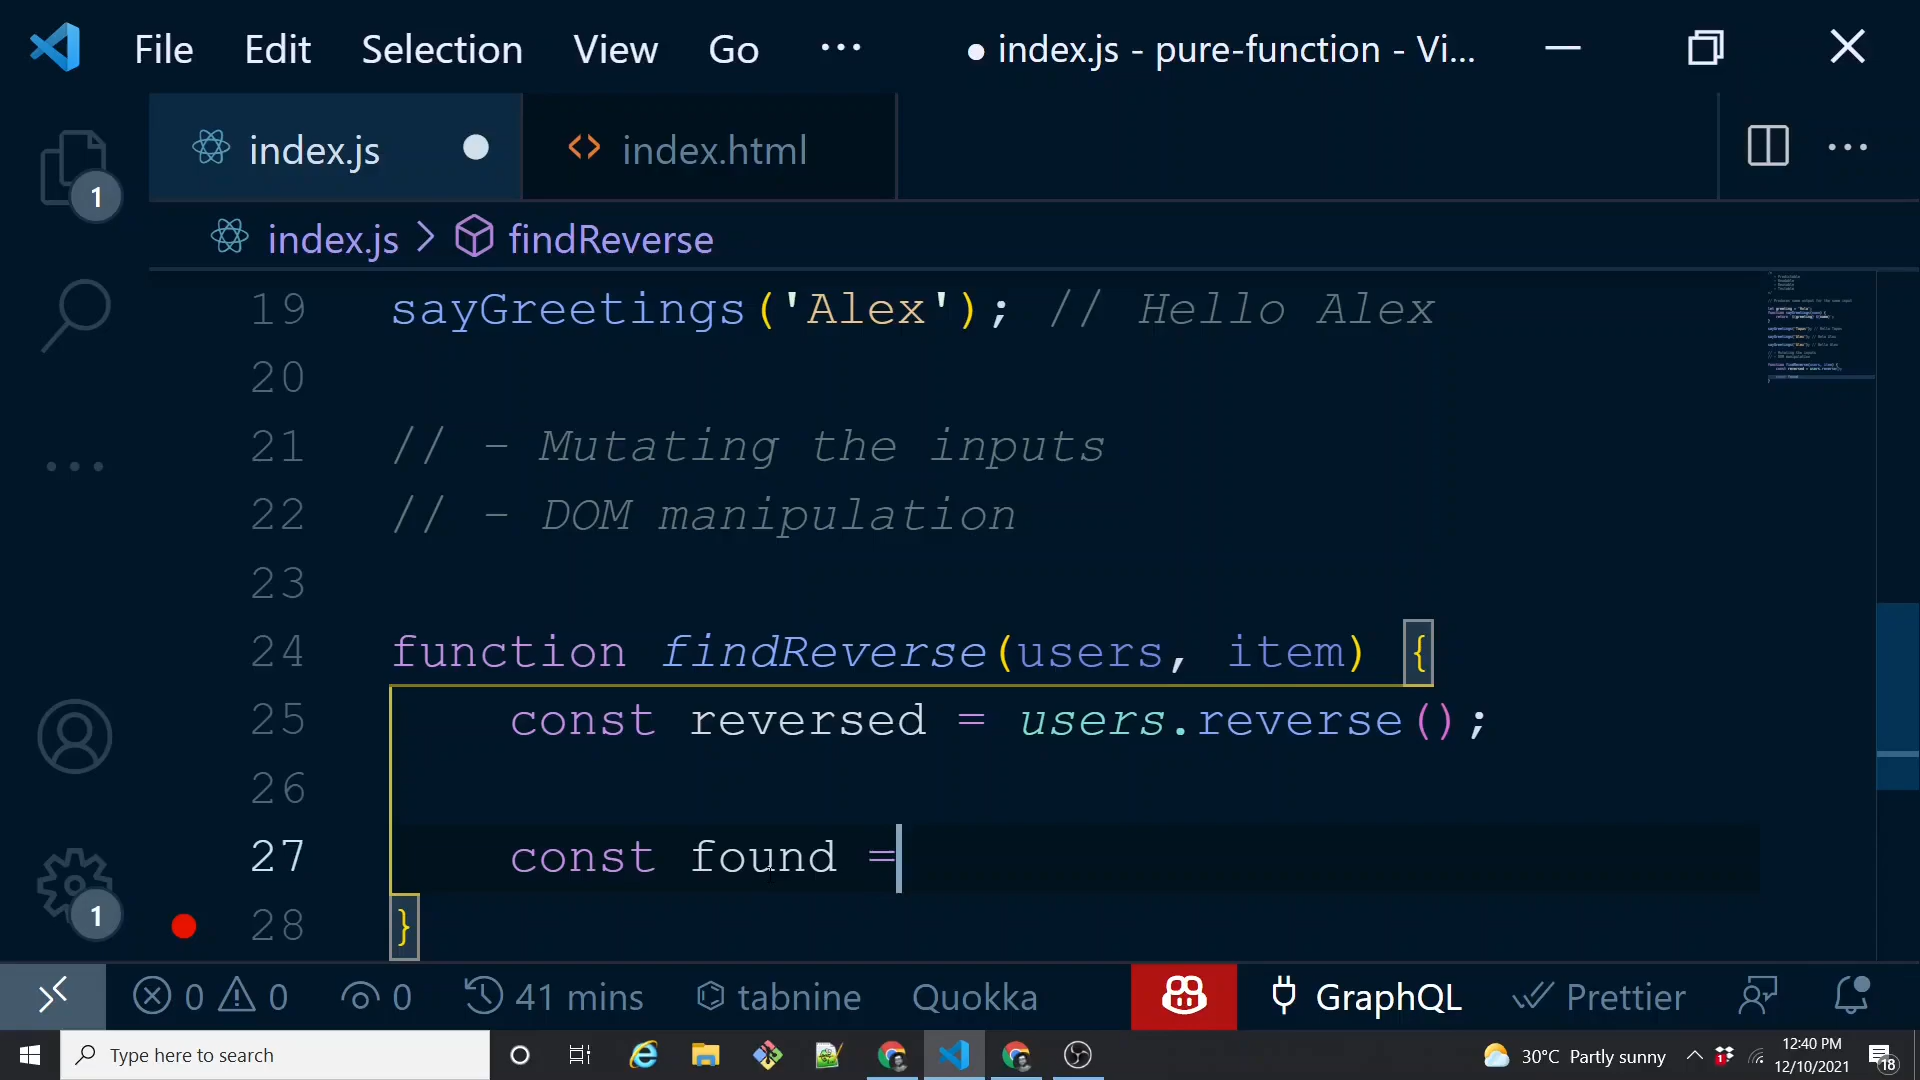 File Edit Selection View Go ··· ● index.js - pure-function - Vi...
index.js ● index.html
1
index.js > findReverse
19 sayGreetings('Alex'); // Hello Alex
20
21 // - Mutating the inputs
22 // - DOM manipulation
23
24 function findReverse(users, item) {
25 const reversed = users.reverse();
26
27 const found =
1
28 }
0 0 0 41 mins tabnine Quokka GraphQL Prettier
Type here to search
30°C Partly sunny
1
12:40 PM
12/10/2021
18